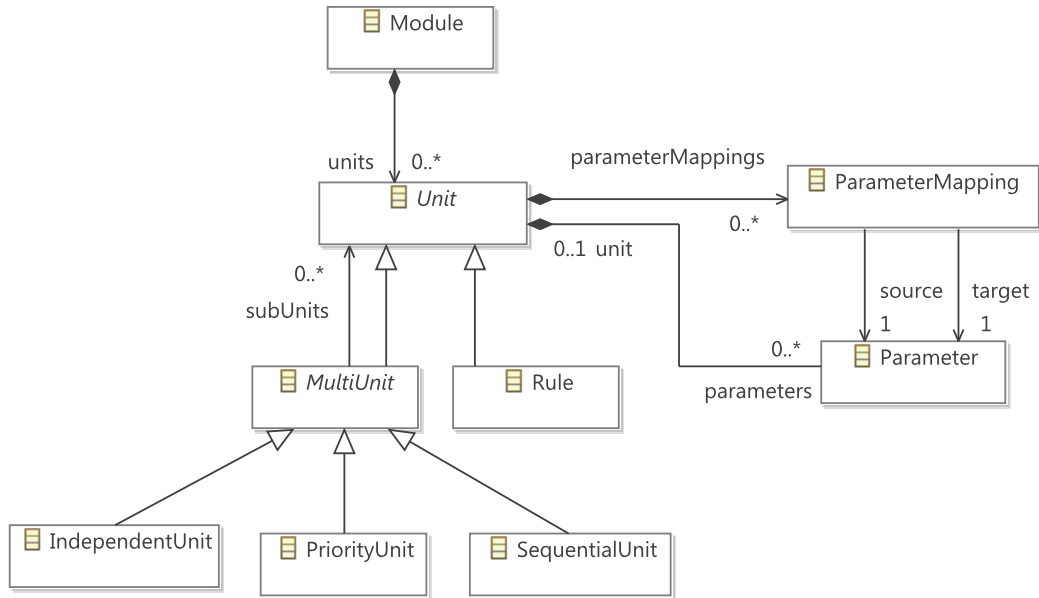 Module
units 0..*
parameterMappings
Unit
ParameterMapping
0..*
0..1 unit
0..*
subUnits
source target
1 1
0..*
Parameter
parameters
MultiUnit
Rule
IndependentUnit
PriorityUnit
SequentialUnit